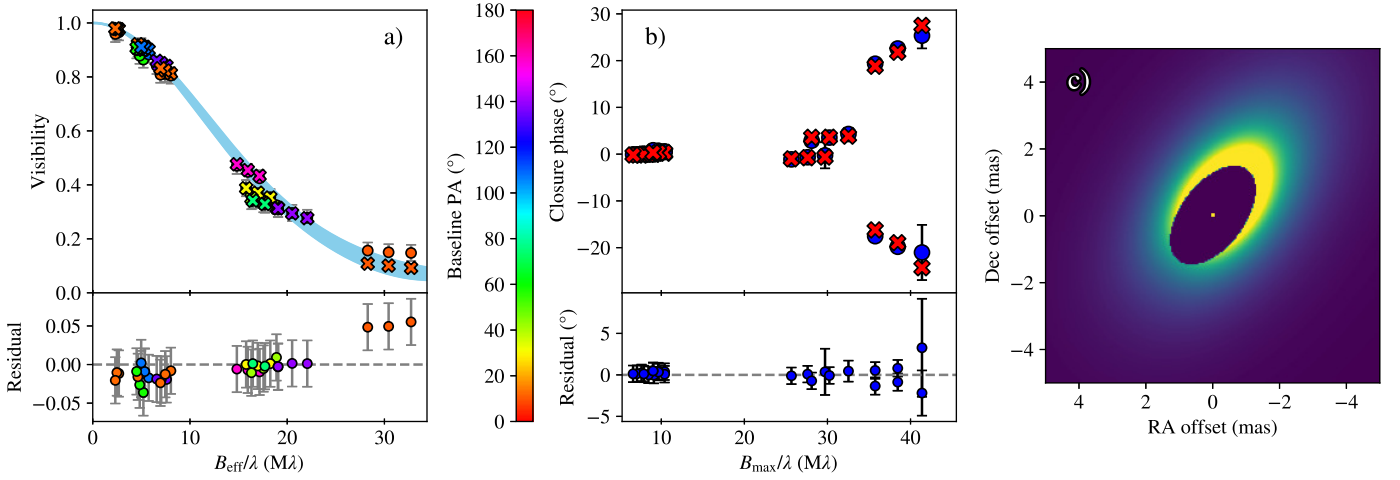 a)
Visibility
1.0
0.8
0.6
0.4
0.2
0.0
Residual
0.05
0.00
−0.05
0 10 20 30
B_eff/λ (Mλ)
Baseline PA (°)
180
160
140
120
100
80
60
40
20
0
b)
Closure phase (°)
30
20
10
0
−10
−20
Residual (°)
5
0
−5
10 20 30 40
B_max/λ (Mλ)
c)
Dec offset (mas)
4
2
0
−2
−4
4 2 0 −2 −4
RA offset (mas)